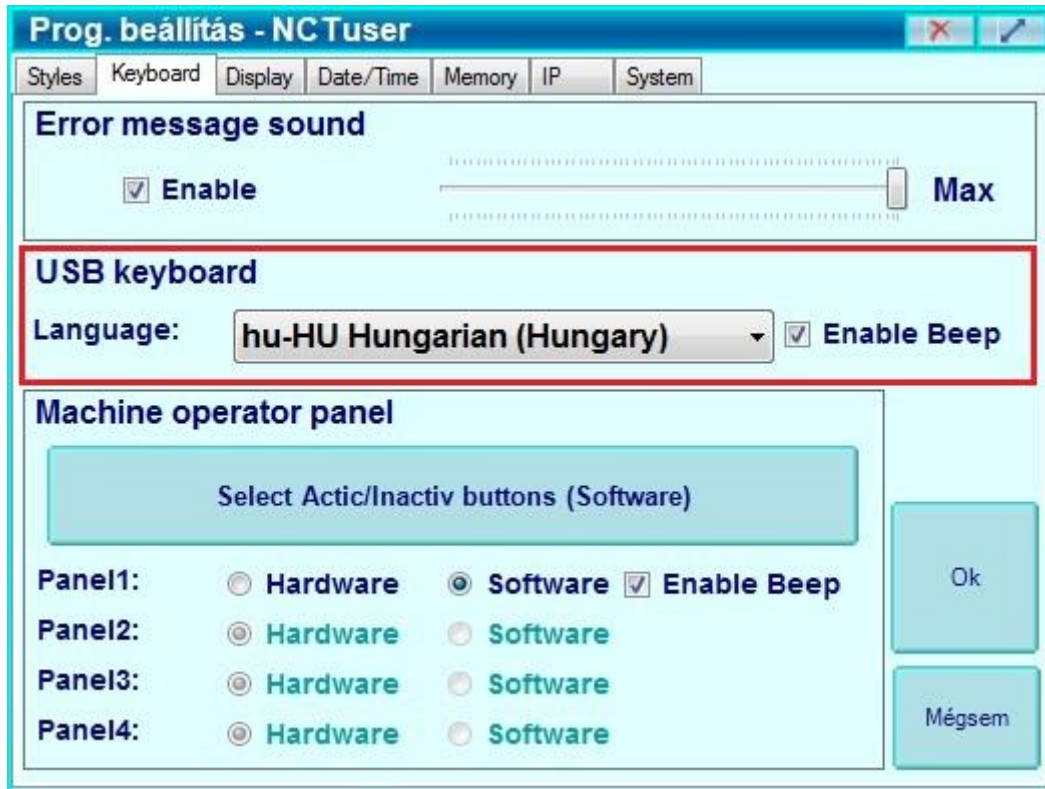 Prog. beállítás - NCTuser
Styles Keyboard Display Date/Time Memory IP System
Error message sound
Enable Max
USB keyboard
Language: hu-HU Hungarian (Hungary) Enable Beep
Machine operator panel
Select Actic/Inactiv buttons (Software)
Panel1: Hardware Software Enable Beep
Panel2: Hardware Software
Panel3: Hardware Software
Panel4: Hardware Software
Ok
Mégsem